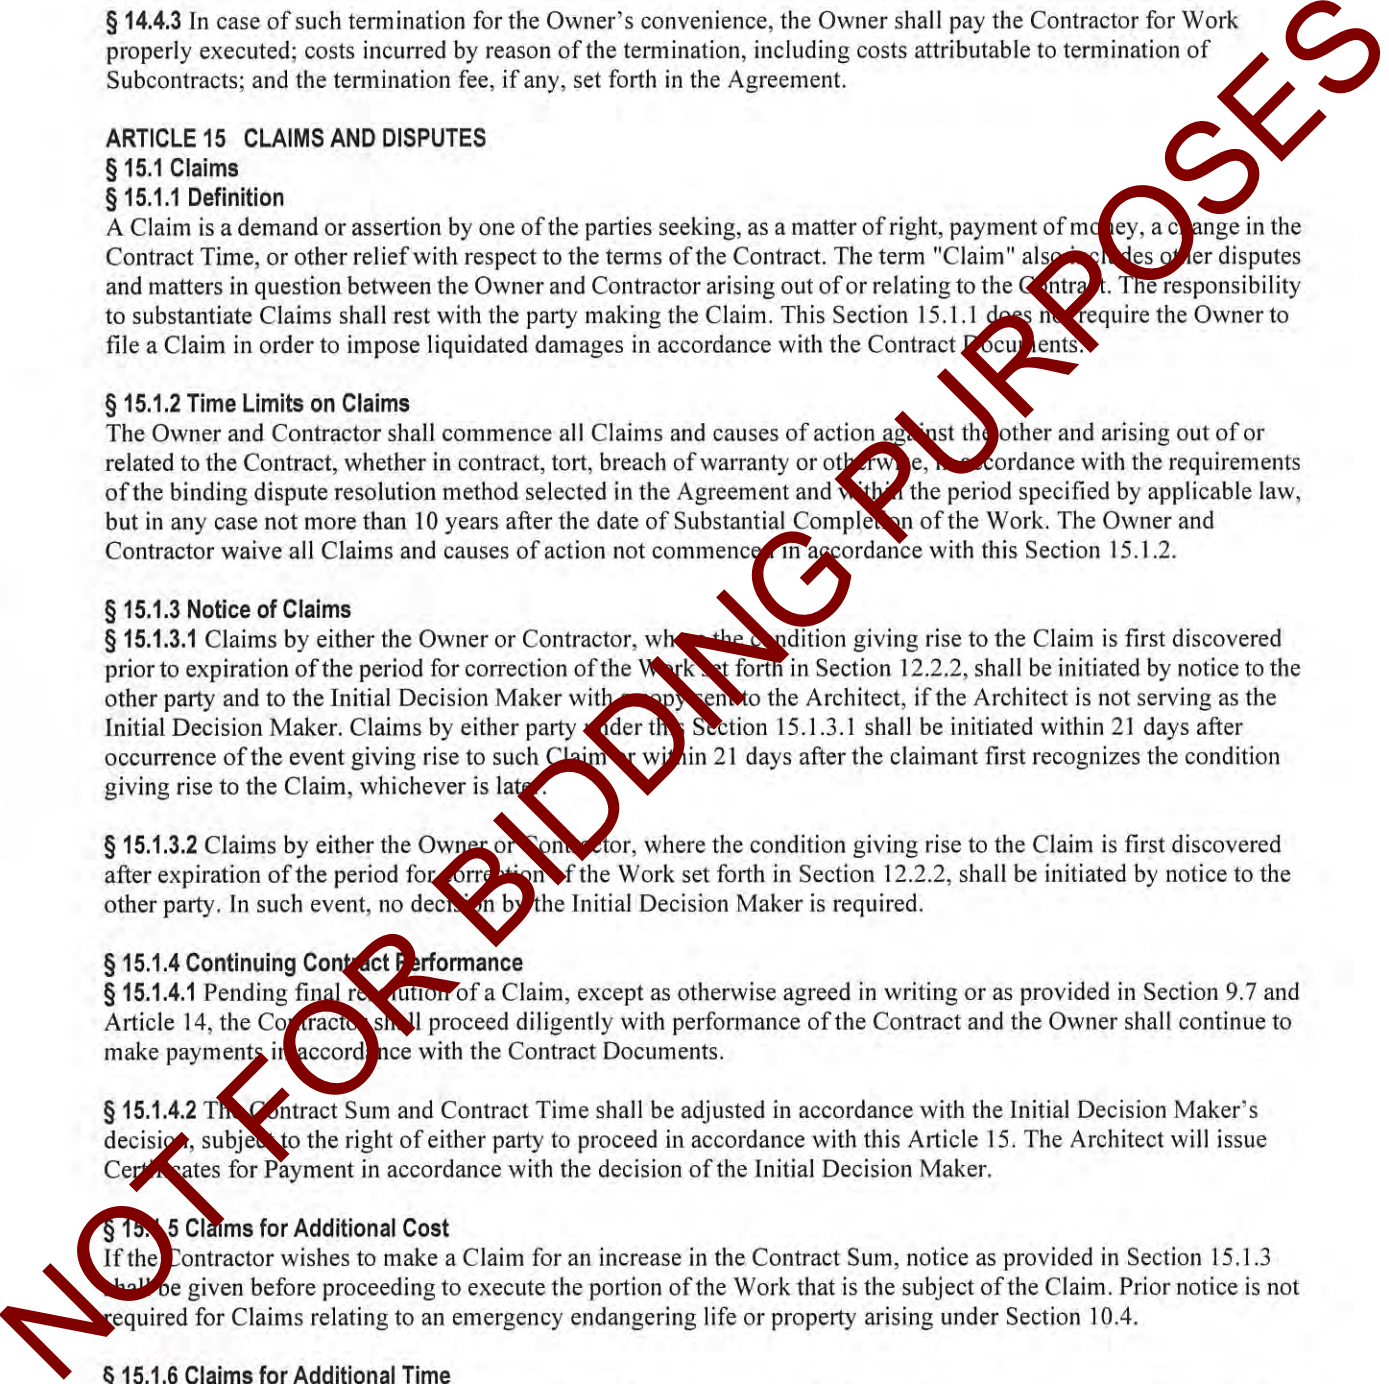 § 14.4.3 In case of such termination for the Owner’s convenience, the Owner shall pay the Contractor for Work
properly executed; costs incurred by reason of the termination, including costs attributable to termination of
Subcontracts; and the termination fee, if any, set forth in the Agreement.
ARTICLE 15 CLAIMS AND DISPUTES
§ 15.1 Claims
§ 15.1.1 Definition
A Claim is a demand or assertion by one of the parties seeking, as a matter of right, payment of money, a change in the
Contract Time, or other relief with respect to the terms of the Contract. The term "Claim" also includes other disputes
and matters in question between the Owner and Contractor arising out of or relating to the Contract. The responsibility
to substantiate Claims shall rest with the party making the Claim. This Section 15.1.1 does not require the Owner to
file a Claim in order to impose liquidated damages in accordance with the Contract Documents.
§ 15.1.2 Time Limits on Claims
The Owner and Contractor shall commence all Claims and causes of action against the other and arising out of or
related to the Contract, whether in contract, tort, breach of warranty or otherwise, in accordance with the requirements
of the binding dispute resolution method selected in the Agreement and within the period specified by applicable law,
but in any case not more than 10 years after the date of Substantial Completion of the Work. The Owner and
Contractor waive all Claims and causes of action not commenced in accordance with this Section 15.1.2.
§ 15.1.3 Notice of Claims
§ 15.1.3.1 Claims by either the Owner or Contractor, where the condition giving rise to the Claim is first discovered
prior to expiration of the period for correction of the Work set forth in Section 12.2.2, shall be initiated by notice to the
other party and to the Initial Decision Maker with a copy sent to the Architect, if the Architect is not serving as the
Initial Decision Maker. Claims by either party under this Section 15.1.3.1 shall be initiated within 21 days after
occurrence of the event giving rise to such Claim or within 21 days after the claimant first recognizes the condition
giving rise to the Claim, whichever is later.
§ 15.1.3.2 Claims by either the Owner or Contractor, where the condition giving rise to the Claim is first discovered
after expiration of the period for correction of the Work set forth in Section 12.2.2, shall be initiated by notice to the
other party. In such event, no decision by the Initial Decision Maker is required.
§ 15.1.4 Continuing Contract Performance
§ 15.1.4.1 Pending final resolution of a Claim, except as otherwise agreed in writing or as provided in Section 9.7 and
Article 14, the Contractor shall proceed diligently with performance of the Contract and the Owner shall continue to
make payments in accordance with the Contract Documents.
§ 15.1.4.2 The Contract Sum and Contract Time shall be adjusted in accordance with the Initial Decision Maker’s
decision, subject to the right of either party to proceed in accordance with this Article 15. The Architect will issue
Certificates for Payment in accordance with the decision of the Initial Decision Maker.
§ 15.1.5 Claims for Additional Cost
If the Contractor wishes to make a Claim for an increase in the Contract Sum, notice as provided in Section 15.1.3
shall be given before proceeding to execute the portion of the Work that is the subject of the Claim. Prior notice is not
required for Claims relating to an emergency endangering life or property arising under Section 10.4.
§ 15.1.6 Claims for Additional Time
NOT FOR BIDDING PURPOSES